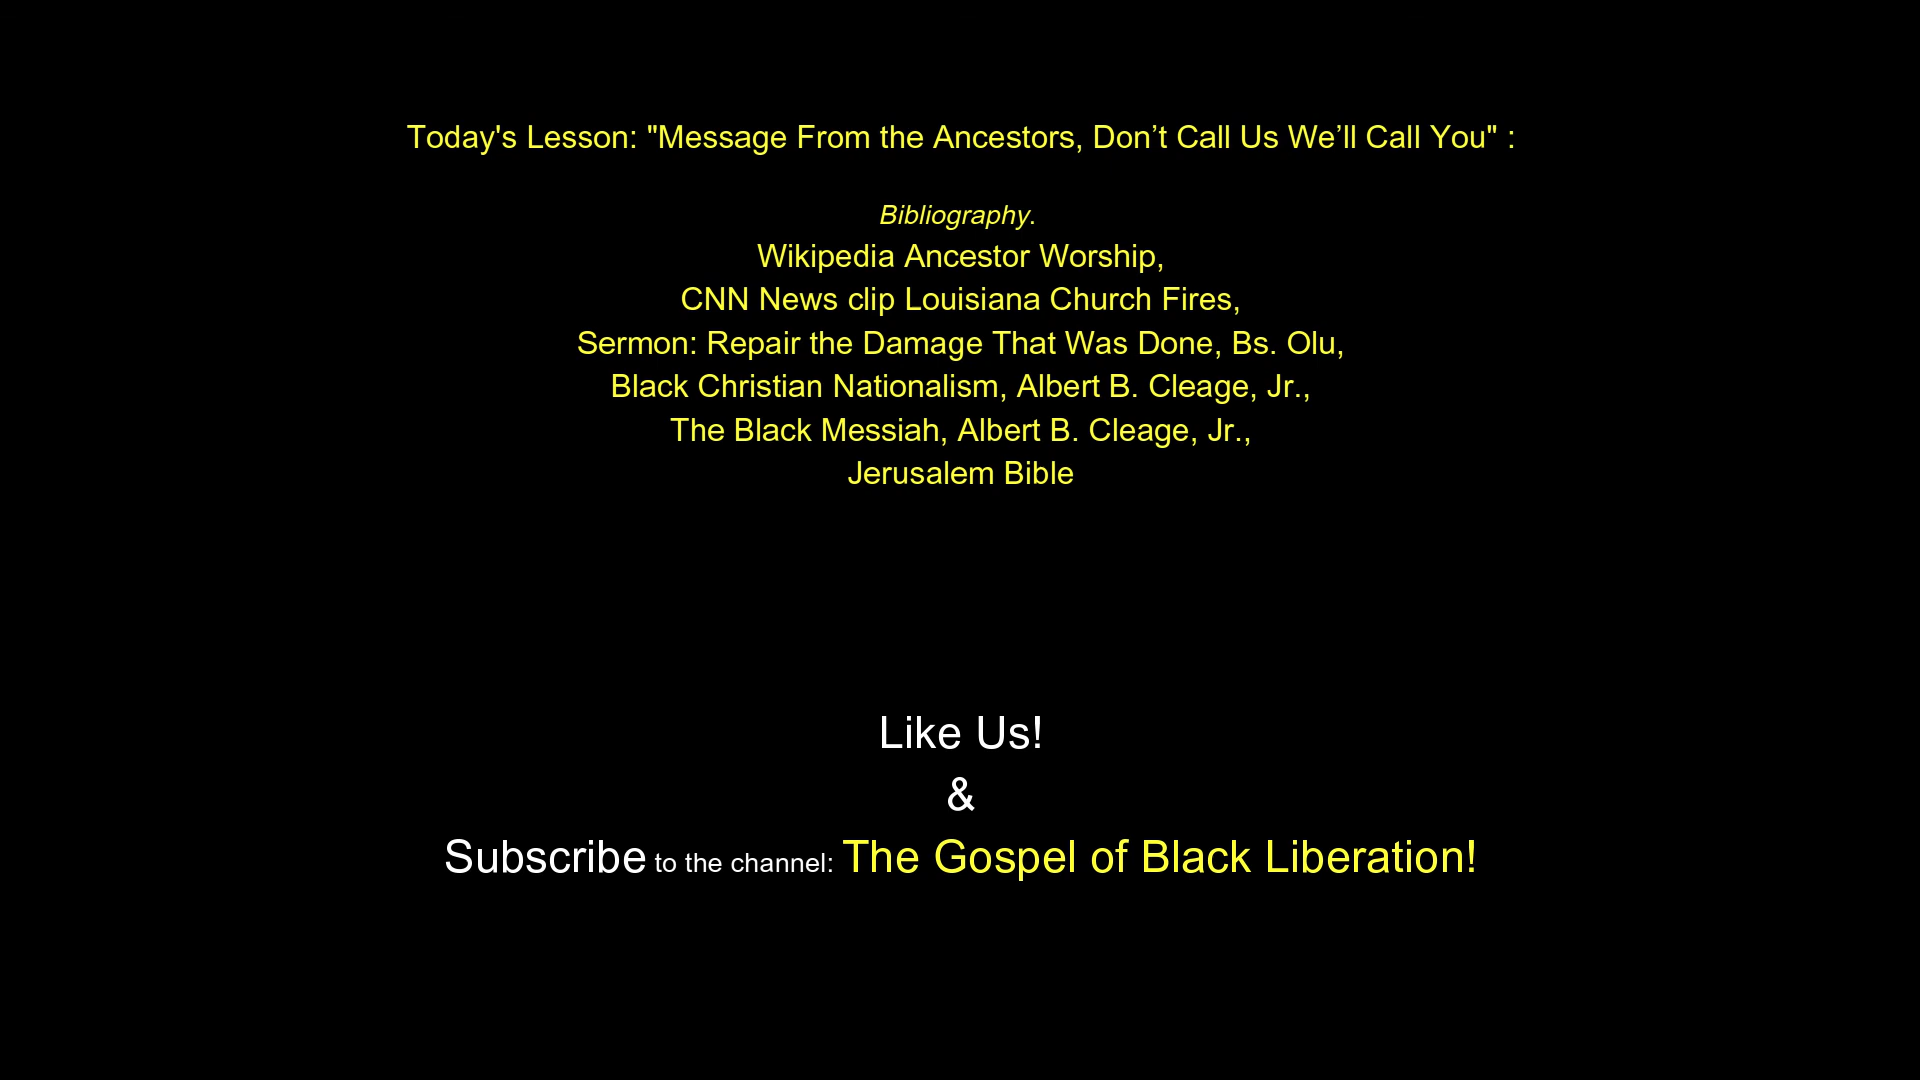 Today's Lesson: "Message From the Ancestors, Don’t Call Us We’ll Call You" :
Bibliography.
Wikipedia Ancestor Worship,
CNN News clip Louisiana Church Fires,
Sermon: Repair the Damage That Was Done, Bs. Olu,
Black Christian Nationalism, Albert B. Cleage, Jr.,
The Black Messiah, Albert B. Cleage, Jr.,
Jerusalem Bible
Like Us!
&
Subscribe to the channel: The Gospel of Black Liberation!